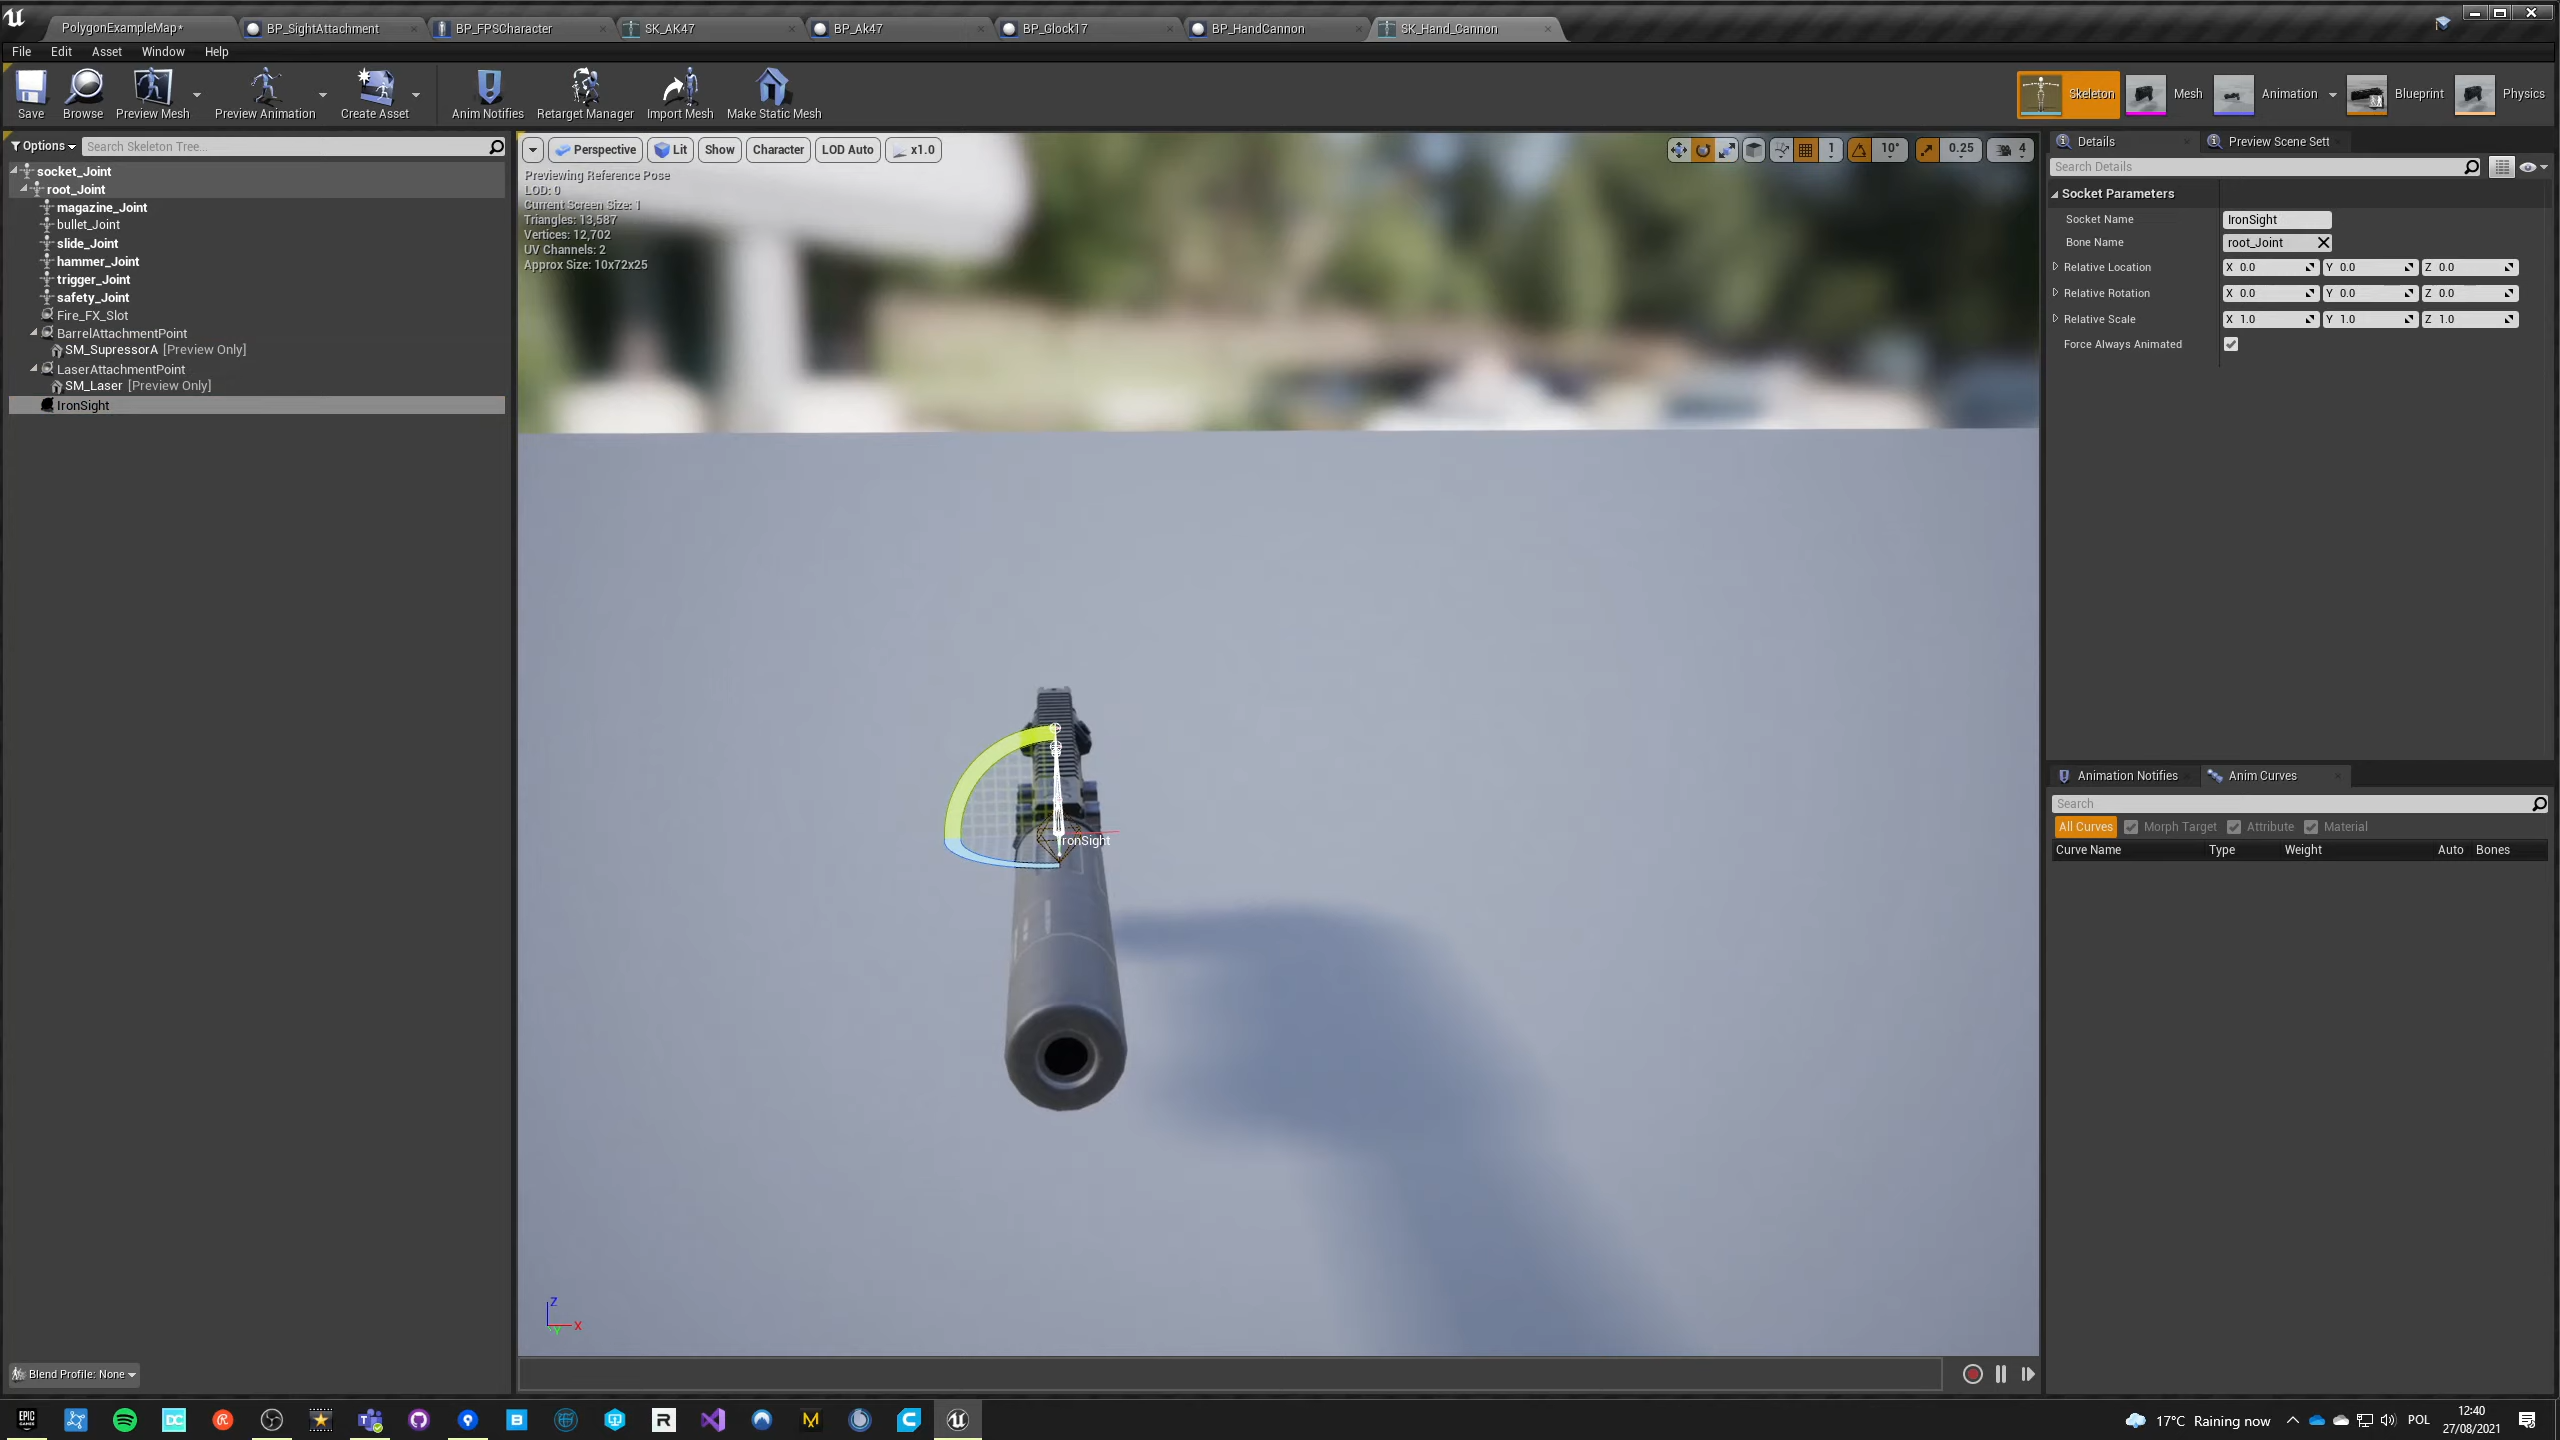 PolygonExampleMap*
BP_SightAttachment
BP_FPSCharacter
SK_AK47
BP_Ak47
BP_Glock17
BP_HandCannon
SK_Hand_Cannon
File Edit Asset Window Help
Save
Browse
Preview Mesh
Preview Animation
Create Asset
Anim Notifies
Retarget Manager
Import Mesh
Make Static Mesh
Skeleton
Mesh
Animation
Blueprint
Physics
Options
Search Skeleton Tree...
socket_Joint
root_Joint
magazine_Joint
bullet_Joint
slide_Joint
hammer_Joint
trigger_Joint
safety_Joint
Fire_FX_Slot
BarrelAttachmentPoint
SM_SupressorA [Preview Only]
LaserAttachmentPoint
SM_Laser [Preview Only]
IronSight
Blend Profile: None
Perspective
Lit
Show
Character
LOD Auto
x1.0
1
10°
0.25
4
Previewing Reference Pose
LOD: 0
Current Screen Size: 1
Triangles: 13,587
Vertices: 12,702
UV Channels: 2
Approx Size: 10x72x25
IronSight
Z
X
Y
Details
Preview Scene Sett
Search Details
Socket Parameters
Socket Name IronSight
Bone Name root_Joint
Relative Location X 0.0 Y 0.0 Z 0.0
Relative Rotation X 0.0 Y 0.0 Z 0.0
Relative Scale X 1.0 Y 1.0 Z 1.0
Force Always Animated
Animation Notifies
Anim Curves
Search
All Curves Morph Target Attribute Material
Curve Name Type Weight Auto Bones
EPIC GAMES
DC
B
R
M
C
17°C Raining now
POL
12:40
27/08/2021